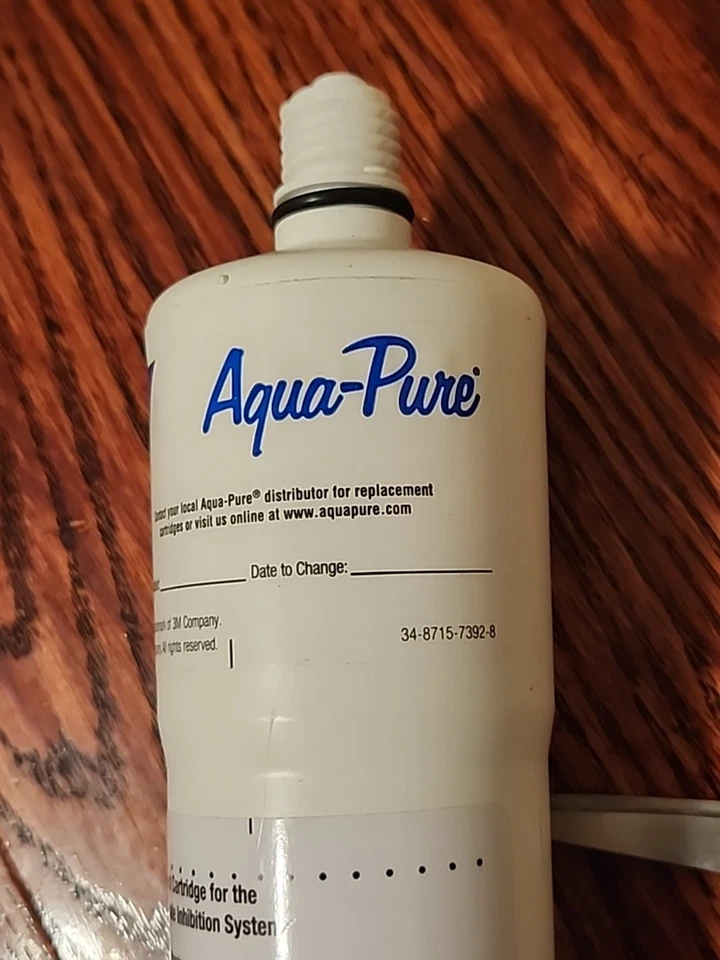 Aqua-Pure
your local Aqua-Pure® distributor for replacement
cartridges or visit us online at www.aquapure.com
Date to Change:
of 3M Company.
All rights reserved.
34-8715-7392-8
Cartridge for the
Inhibition System